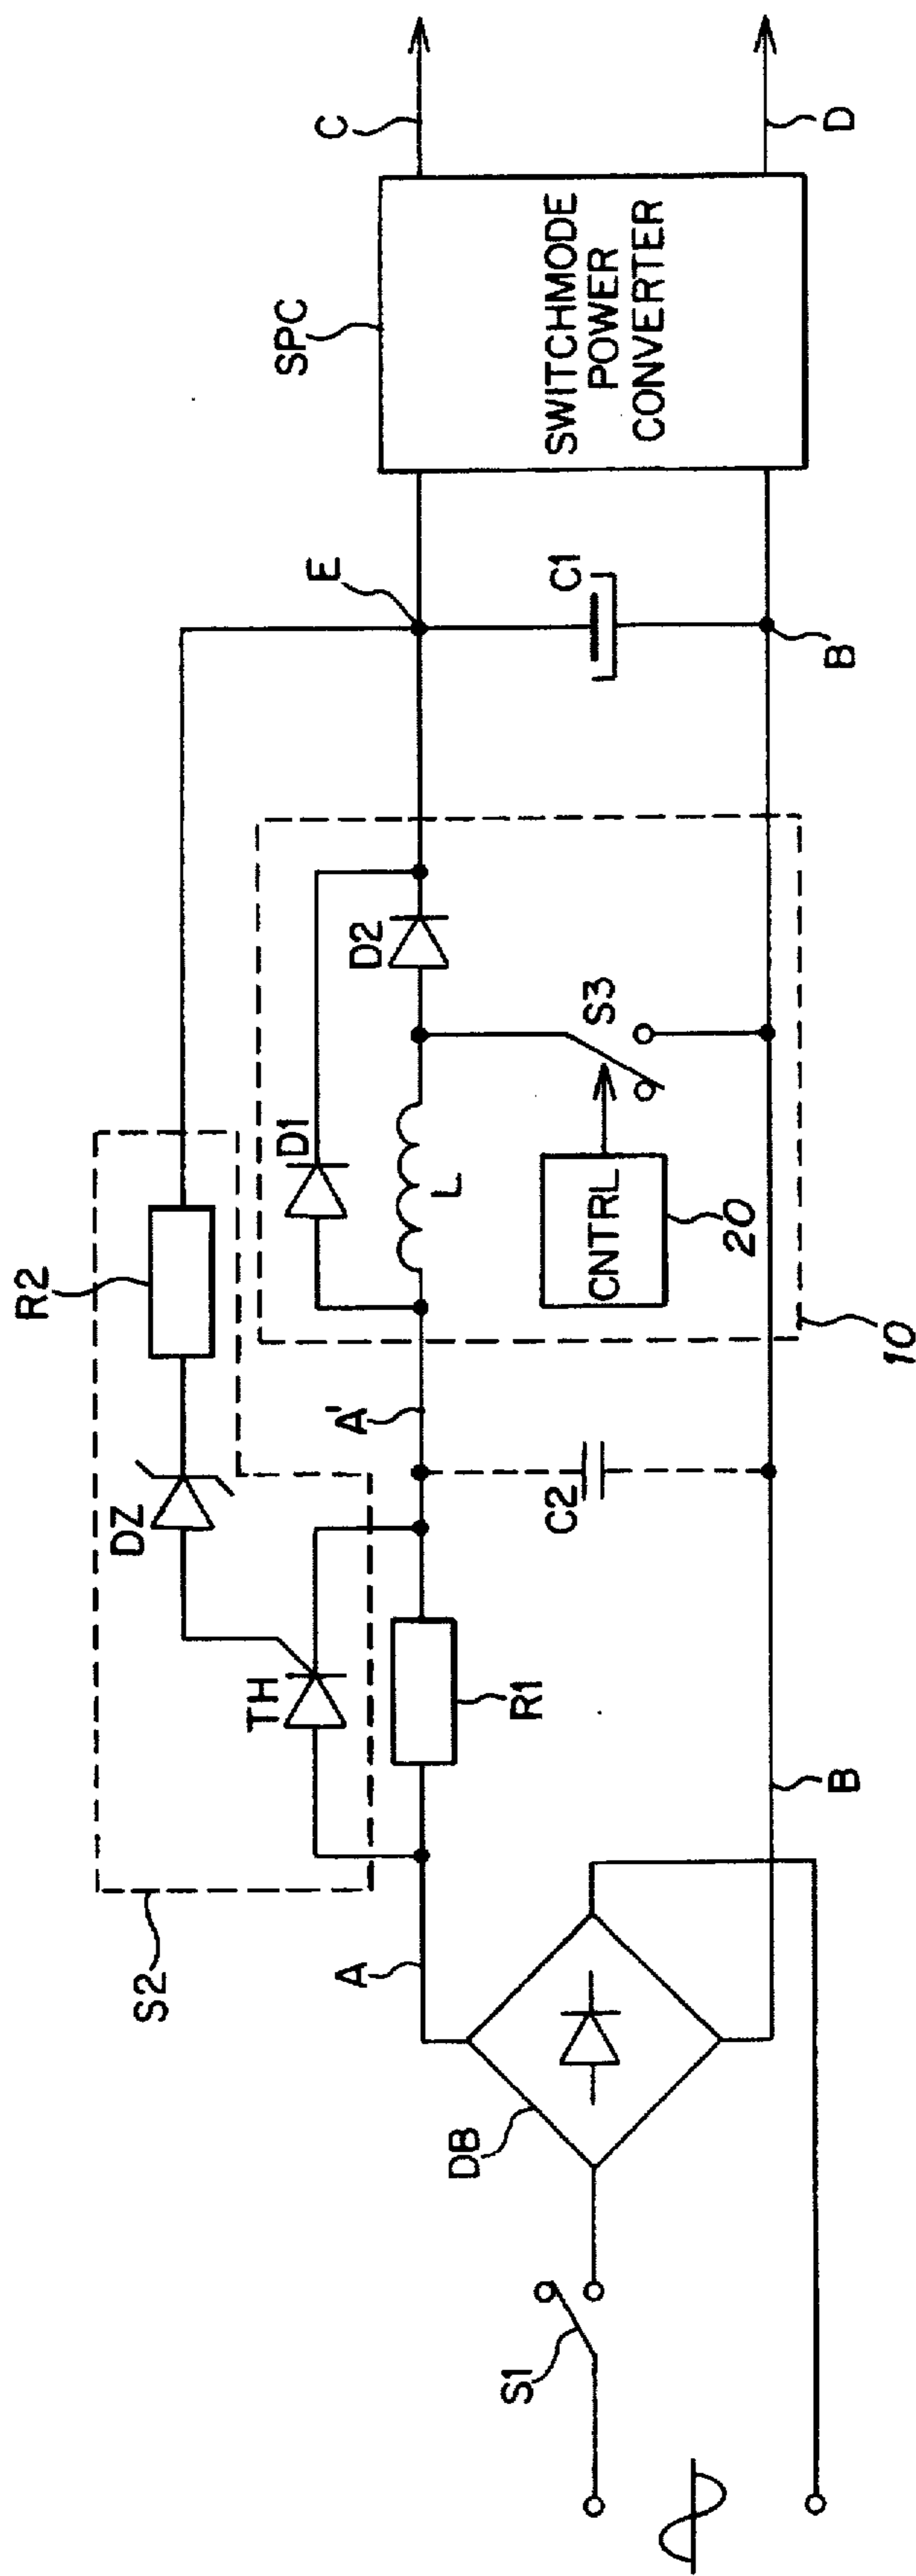 S1
DB
S2
A
TH
R1
DZ
R2
A'
C2
D1
L
D2
S3
CNTRL
20
10
E
C1
B
B
SPC
SWITCHMODE
POWER
CONVERTER
C
D